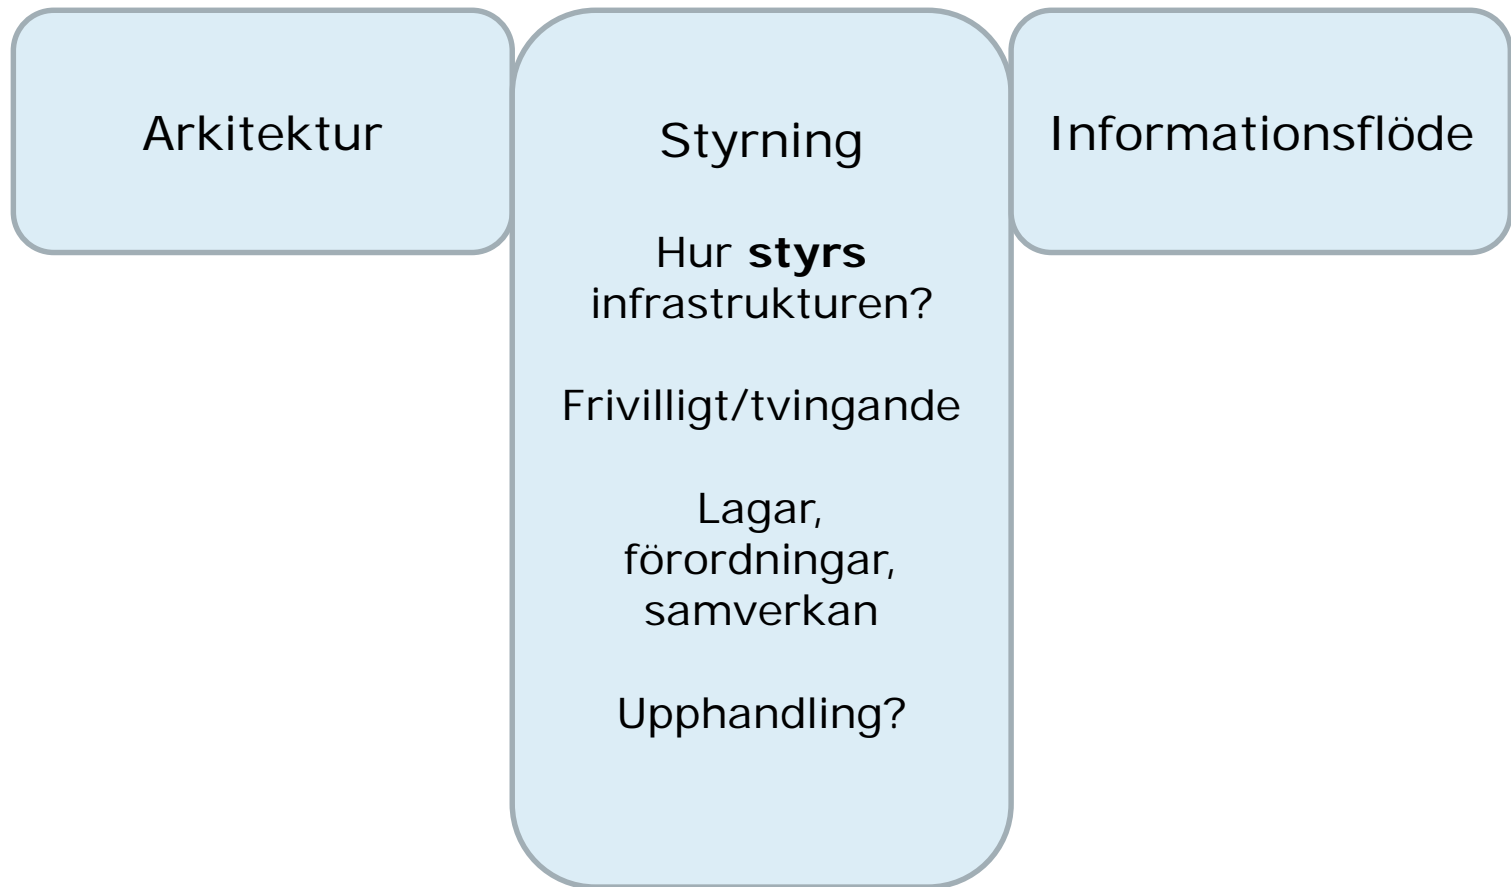 Arkitektur
Styrning
Hur styrs
infrastrukturen?
Frivilligt/tvingande
Lagar,
förordningar,
samverkan
Upphandling?
Informationsflöde